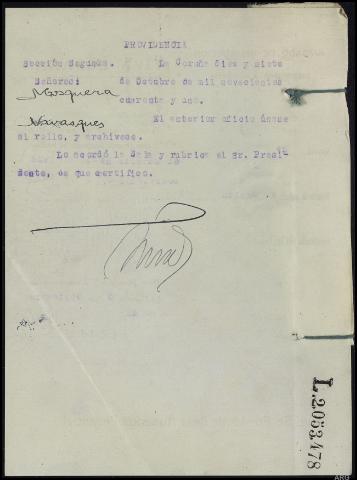 PROVIDENCIA
Sección Segunda. La Coruña diez y siete
Señores: de Octubre de mil novecientos
Mosquera cuarenta y uno.
Navasques El anterior oficio únase
al rollo, y archívese.
Lo acordó la Sala y rubrica el Sr. Presi-
dente, de que certifico.
L.2053478